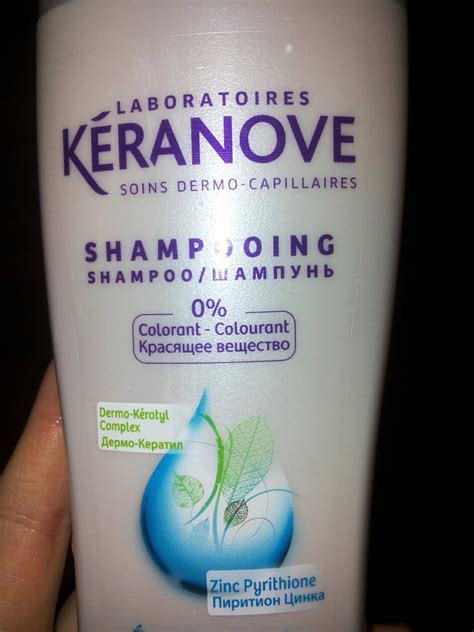 LABORATOIRES
KÉRANOVE
SOINS DERMO-CAPILLAIRES
SHAMPOOING
SHAMPOO/ШАМПУНЬ
0%
Colorant - Colourant
Красящее вещество
Dermo-Kératyl
Complex
Дермо-Кератил
Zinc Pyrithione
Пиритион Цинка